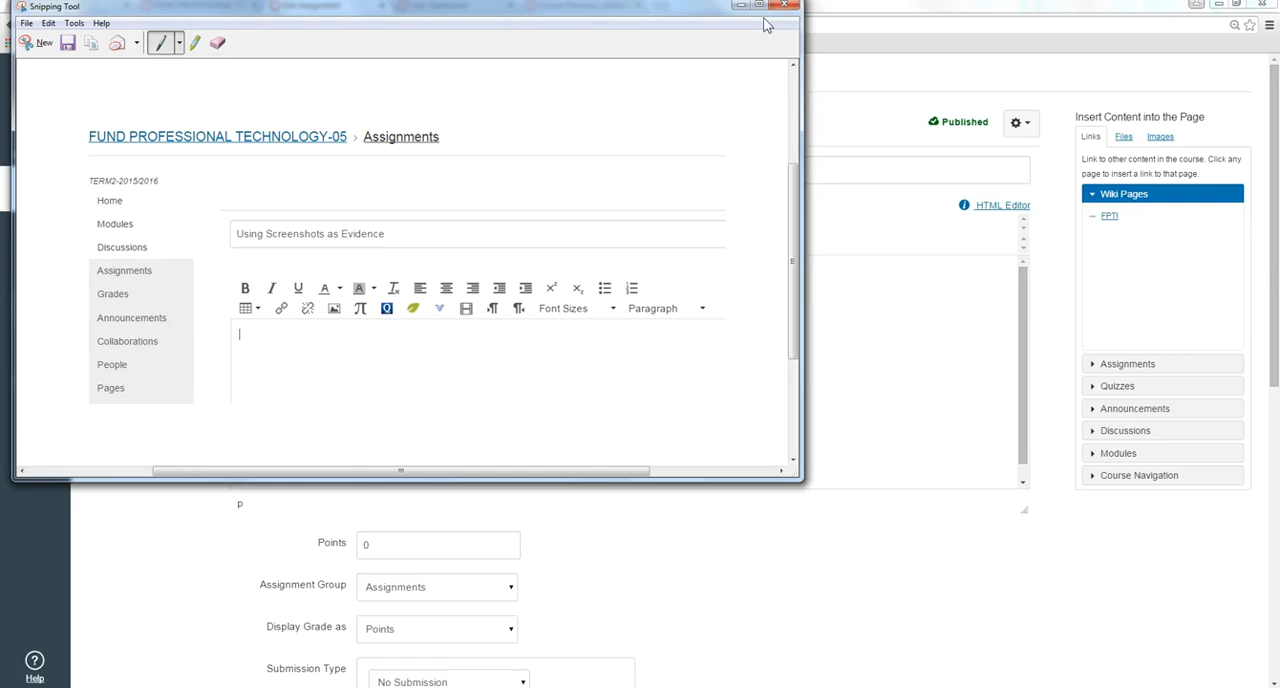 Snipping Tool
File Edit Tools Help
New
FUND PROFESSIONAL TECHNOLOGY-05 > Assignments
TERM2-2015/2016
Home
Modules
Discussions
Assignments
Grades
Announcements
Collaborations
People
Pages
Using Screenshots as Evidence
B I U A A
Font Sizes Paragraph
Published
HTML Editor
Insert Content into the Page
Links Files Images
Link to other content in the course. Click any
page to insert a link to that page.
Wiki Pages
FPTI
Assignments
Quizzes
Announcements
Discussions
Modules
Course Navigation
p
Points 0
Assignment Group Assignments
Display Grade as Points
Submission Type No Submission
Help